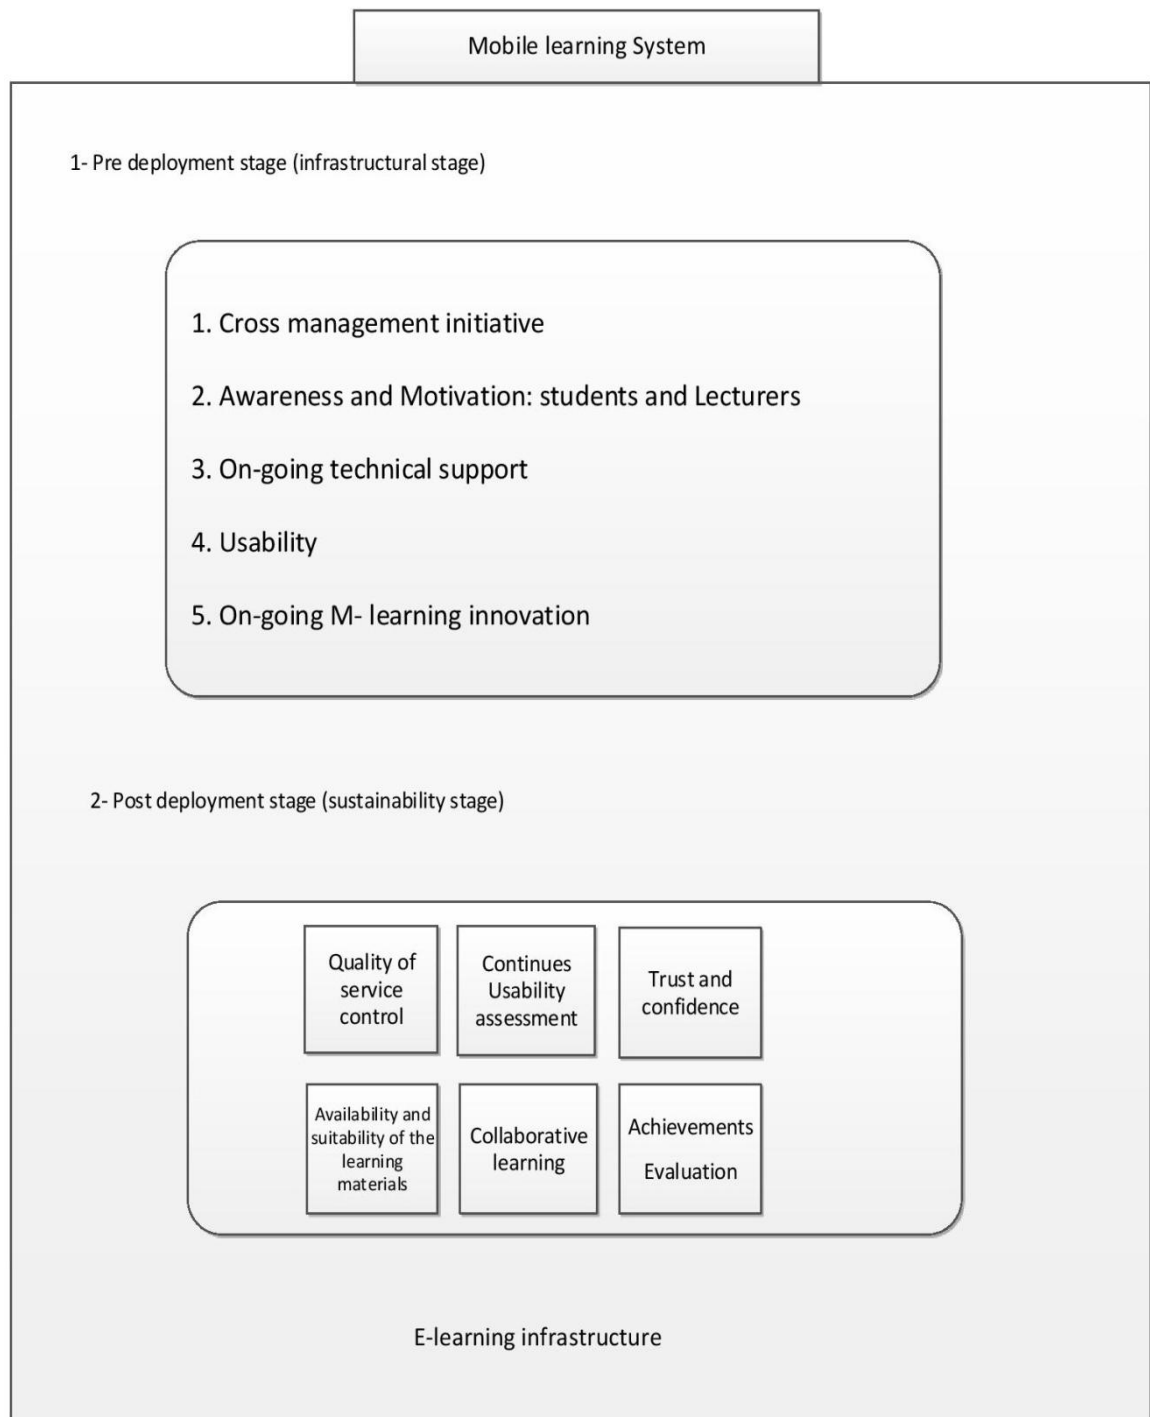 Mobile learning System
1- Pre deployment stage (infrastructural stage)
1. Cross management initiative
2. Awareness and Motivation: students and Lecturers
3. On-going technical support
4. Usability
5. On-going M- learning innovation
2- Post deployment stage (sustainability stage)
Quality of
service
control
Continues
Usability
assessment
Trust and
confidence
Availability and
suitability of the
learning
materials
Collaborative
learning
Achievements
Evaluation
E-learning infrastructure